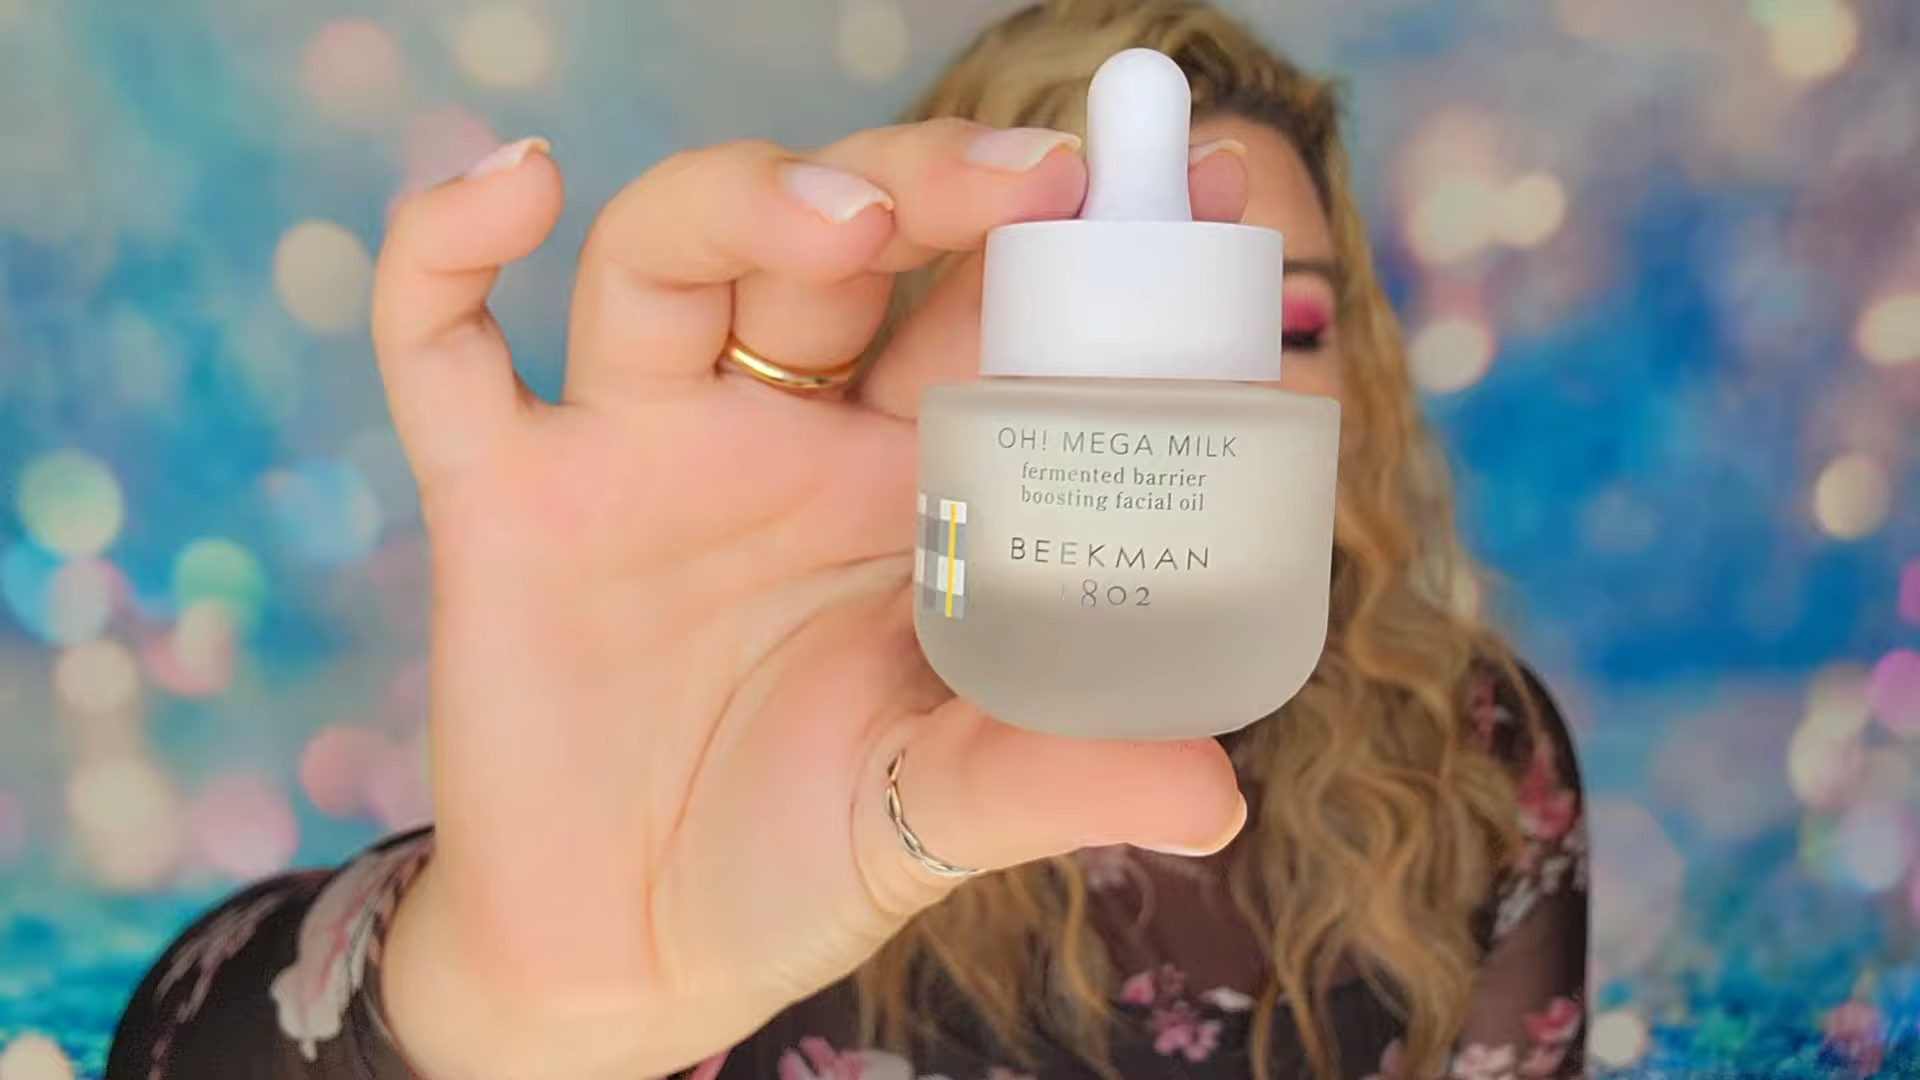 OH! MEGA MILK
fermented barrier
boosting facial oil
BEEKMAN
1802